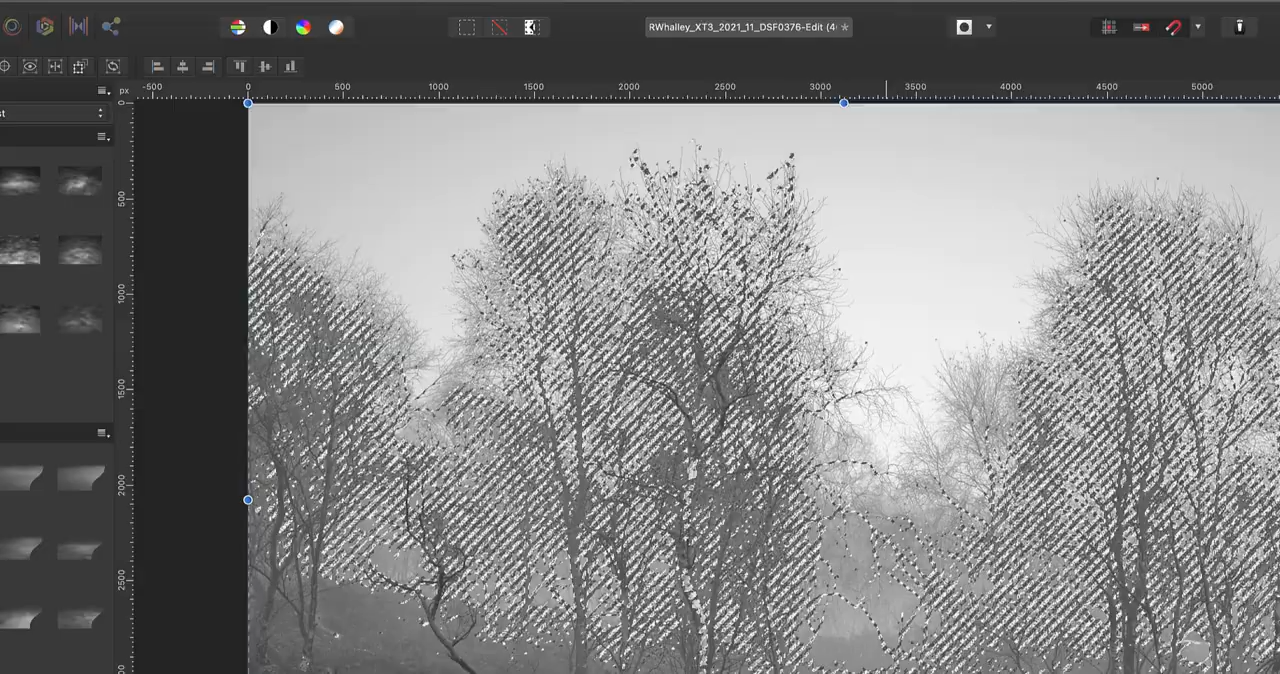 RWhalley_XT3_2021_11_DSF0376-Edit (4 *
px
-500 0 500 1000 1500 2000 2500 3000 3500 4000 4500 5000
0
st
500
1000
1500
2000
2500